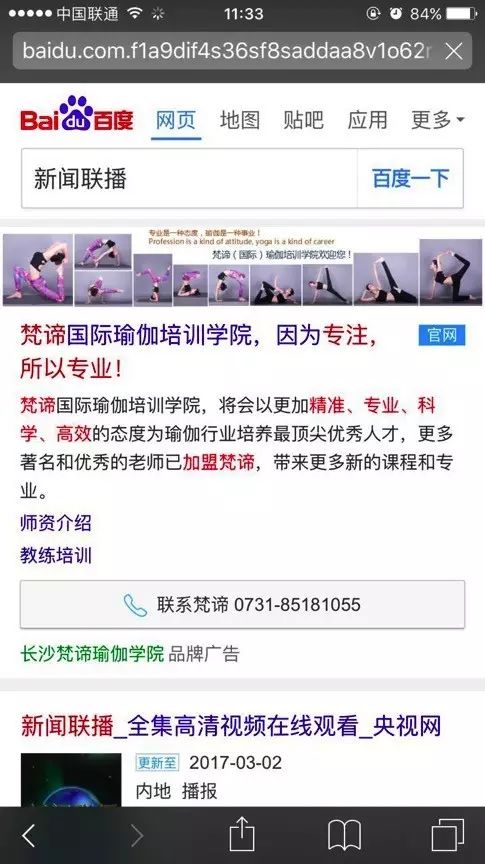 中国联通 11:33 84%
baidu.com.f1a9dif4s36sf8saddaa8v1o62r
Bai du 百度 网页 地图 贴吧 应用 更多
新闻联播 百度一下
专业是一种态度,瑜伽是一种事业!
Profession is a kind of attitude, yoga is a kind of career
梵谛(国际)瑜伽培训学院欢迎您!
梵谛国际瑜伽培训学院,因为专注, 官网
所以专业!
梵谛国际瑜伽培训学院,将会以更加精准、专业、科
学、高效的态度为瑜伽行业培养最顶尖优秀人才,更多
著名和优秀的老师已加盟梵谛,带来更多新的课程和专
业。
师资介绍
教练培训
联系梵谛 0731-85181055
长沙梵谛瑜伽学院 品牌广告
新闻联播_全集高清视频在线观看_央视网
更新至 2017-03-02
内地 播报